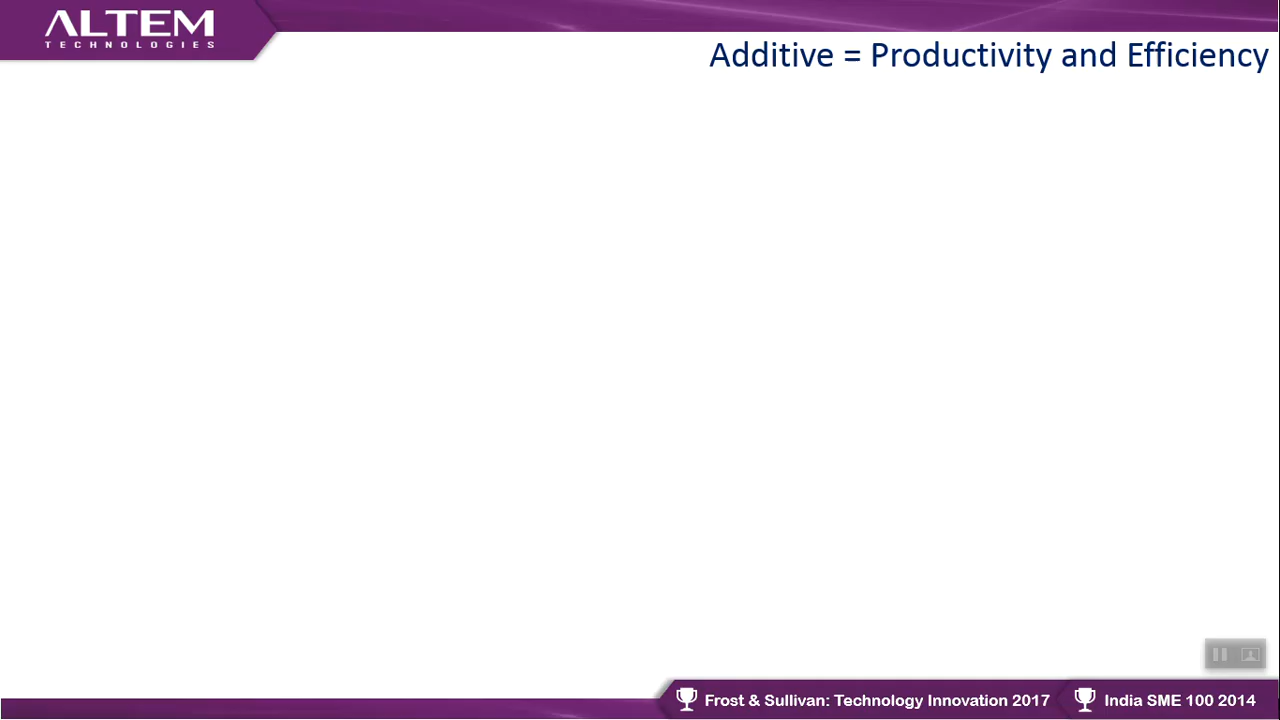 ALTEM
TECHNOLOGIES
Additive = Productivity and Efficiency
Frost & Sullivan: Technology Innovation 2017
India SME 100 2014